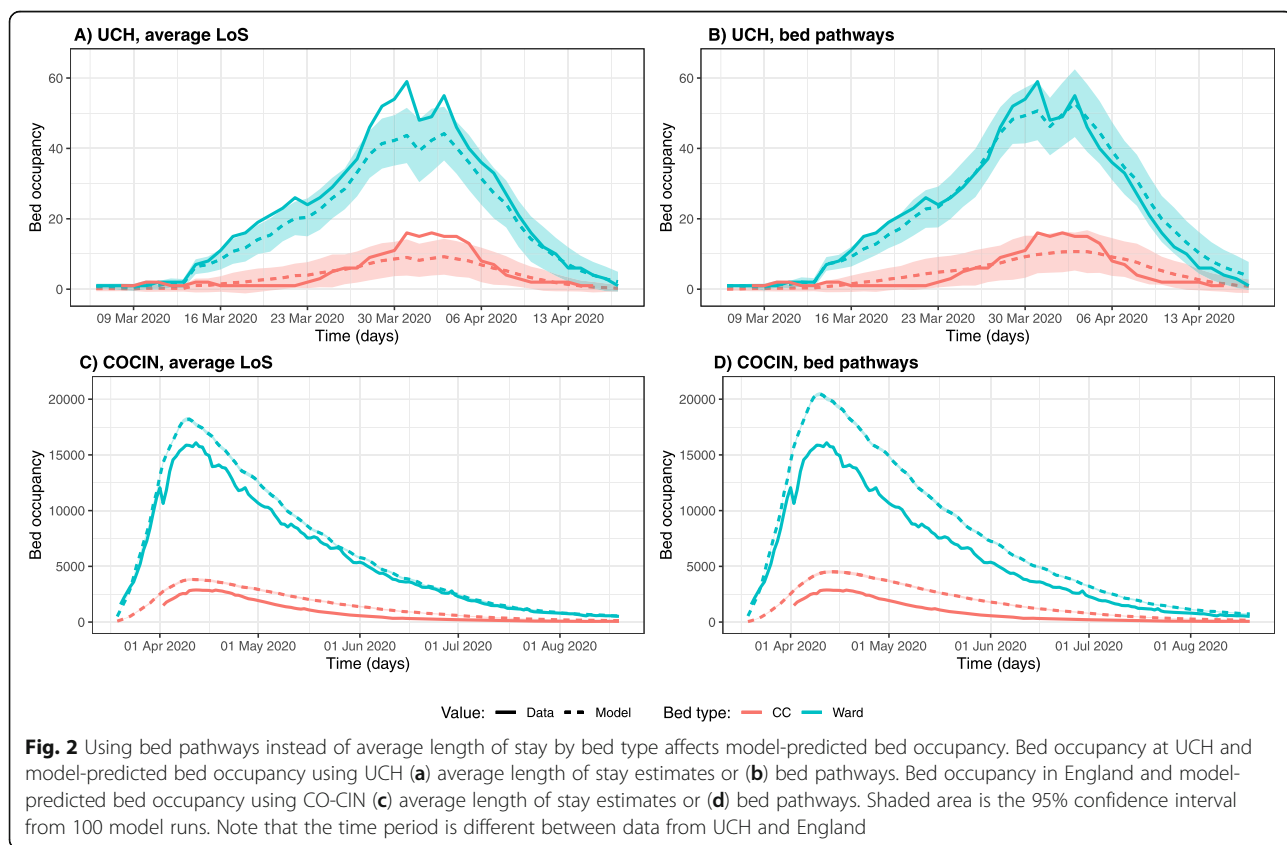 A) UCH, average LoS
60
40
20
0
Bed occupancy
09 Mar 2020 16 Mar 2020 23 Mar 2020 30 Mar 2020 06 Apr 2020 13 Apr 2020
Time (days)
B) UCH, bed pathways
60
40
20
0
Bed occupancy
09 Mar 2020 16 Mar 2020 23 Mar 2020 30 Mar 2020 06 Apr 2020 13 Apr 2020
Time (days)
C) COCIN, average LoS
20000
15000
10000
5000
0
Bed occupancy
01 Apr 2020 01 May 2020 01 Jun 2020 01 Jul 2020 01 Aug 2020
Time (days)
D) COCIN, bed pathways
20000
15000
10000
5000
0
Bed occupancy
01 Apr 2020 01 May 2020 01 Jun 2020 01 Jul 2020 01 Aug 2020
Time (days)
Value: Data Model Bed type: CC Ward
Fig. 2 Using bed pathways instead of average length of stay by bed type affects model-predicted bed occupancy. Bed occupancy at UCH and
model-predicted bed occupancy using UCH (a) average length of stay estimates or (b) bed pathways. Bed occupancy in England and model-
predicted bed occupancy using CO-CIN (c) average length of stay estimates or (d) bed pathways. Shaded area is the 95% confidence interval
from 100 model runs. Note that the time period is different between data from UCH and England